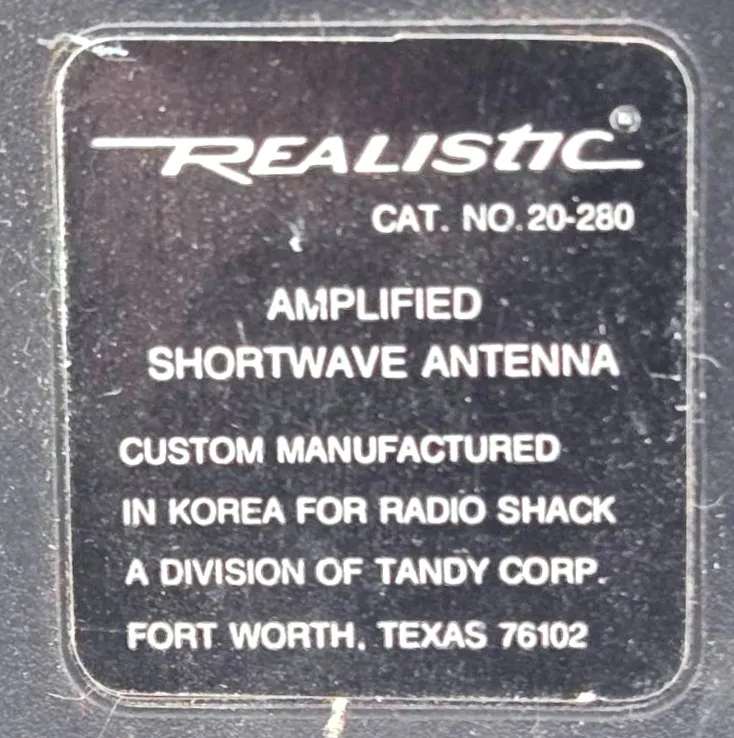 REALISTIC®
CAT. NO. 20-280
AMPLIFIED
SHORTWAVE ANTENNA
CUSTOM MANUFACTURED
IN KOREA FOR RADIO SHACK
A DIVISION OF TANDY CORP.
FORT WORTH, TEXAS 76102